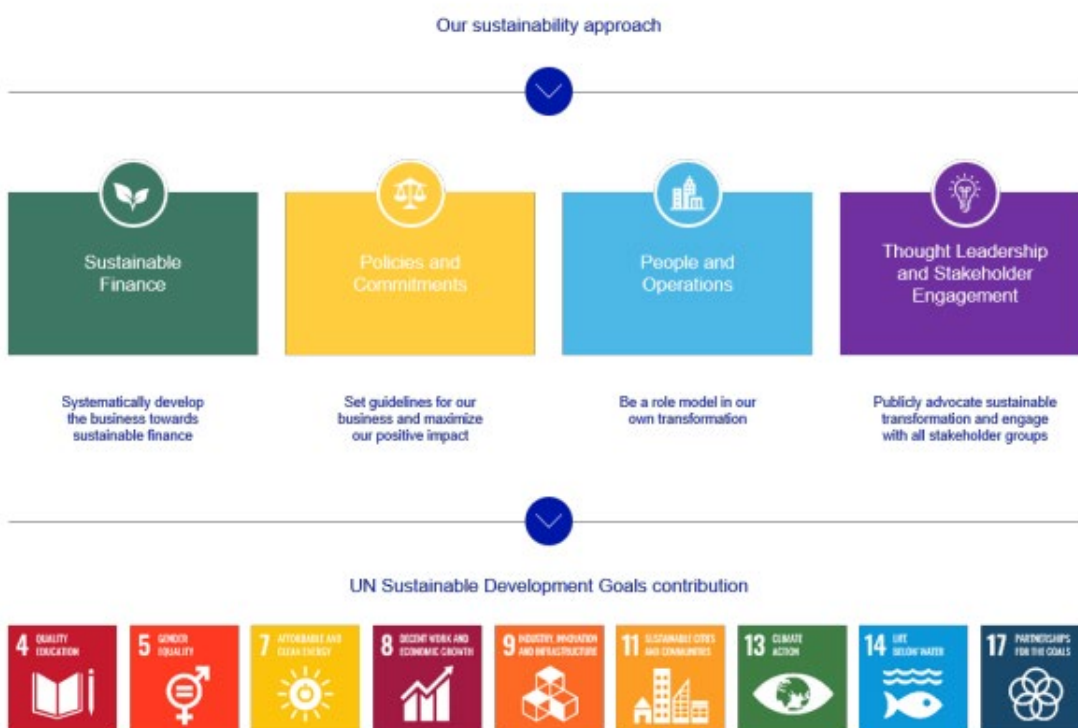 Our sustainability approach
Sustainable
Finance
Policies and
Commitments
People and
Operations
Thought Leadership
and Stakeholder
Engagement
Systematically develop
the business towards
sustainable finance
Set guidelines for our
business and maximize
our positive impact
Be a role model in our
own transformation
Publicly advocate sustainable
transformation and engage
with all stakeholder groups
UN Sustainable Development Goals contribution
4 QUALITY
EDUCATION
5 GENDER
EQUALITY
7 AFFORDABLE AND
CLEAN ENERGY
8 DECENT WORK AND
ECONOMIC GROWTH
9 INDUSTRY, INNOVATION
AND INFRASTRUCTURE
11 SUSTAINABLE CITIES
AND COMMUNITIES
13 CLIMATE
ACTION
14 LIFE
BELOW WATER
17 PARTNERSHIPS
FOR THE GOALS